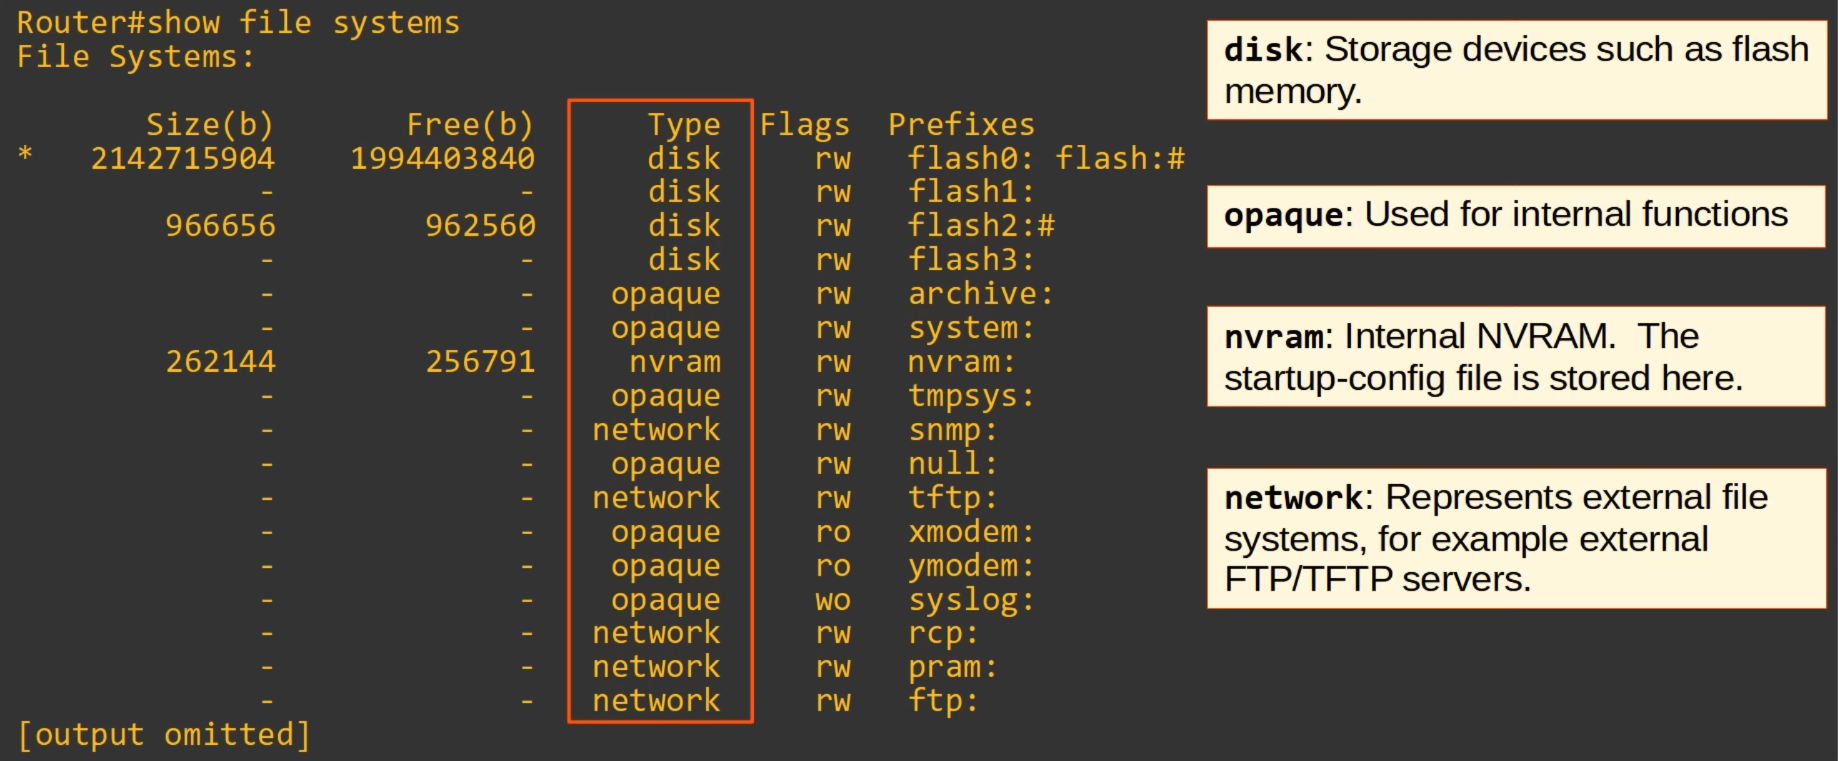 Router#show file systems
File Systems:
Size(b) Free(b) Type Flags Prefixes
* 2142715904 1994403840 disk rw flash0: flash:#
- - disk rw flash1:
966656 962560 disk rw flash2:#
- - disk rw flash3:
- - opaque rw archive:
- - opaque rw system:
262144 256791 nvram rw nvram:
- - opaque rw tmpsys:
- - network rw snmp:
- - opaque rw null:
- - network rw tftp:
- - opaque ro xmodem:
- - opaque ro ymodem:
- - opaque wo syslog:
- - network rw rcp:
- - network rw pram:
- - network rw ftp:
[output omitted]
disk: Storage devices such as flash
memory.
opaque: Used for internal functions
nvram: Internal NVRAM. The
startup-config file is stored here.
network: Represents external file
systems, for example external
FTP/TFTP servers.